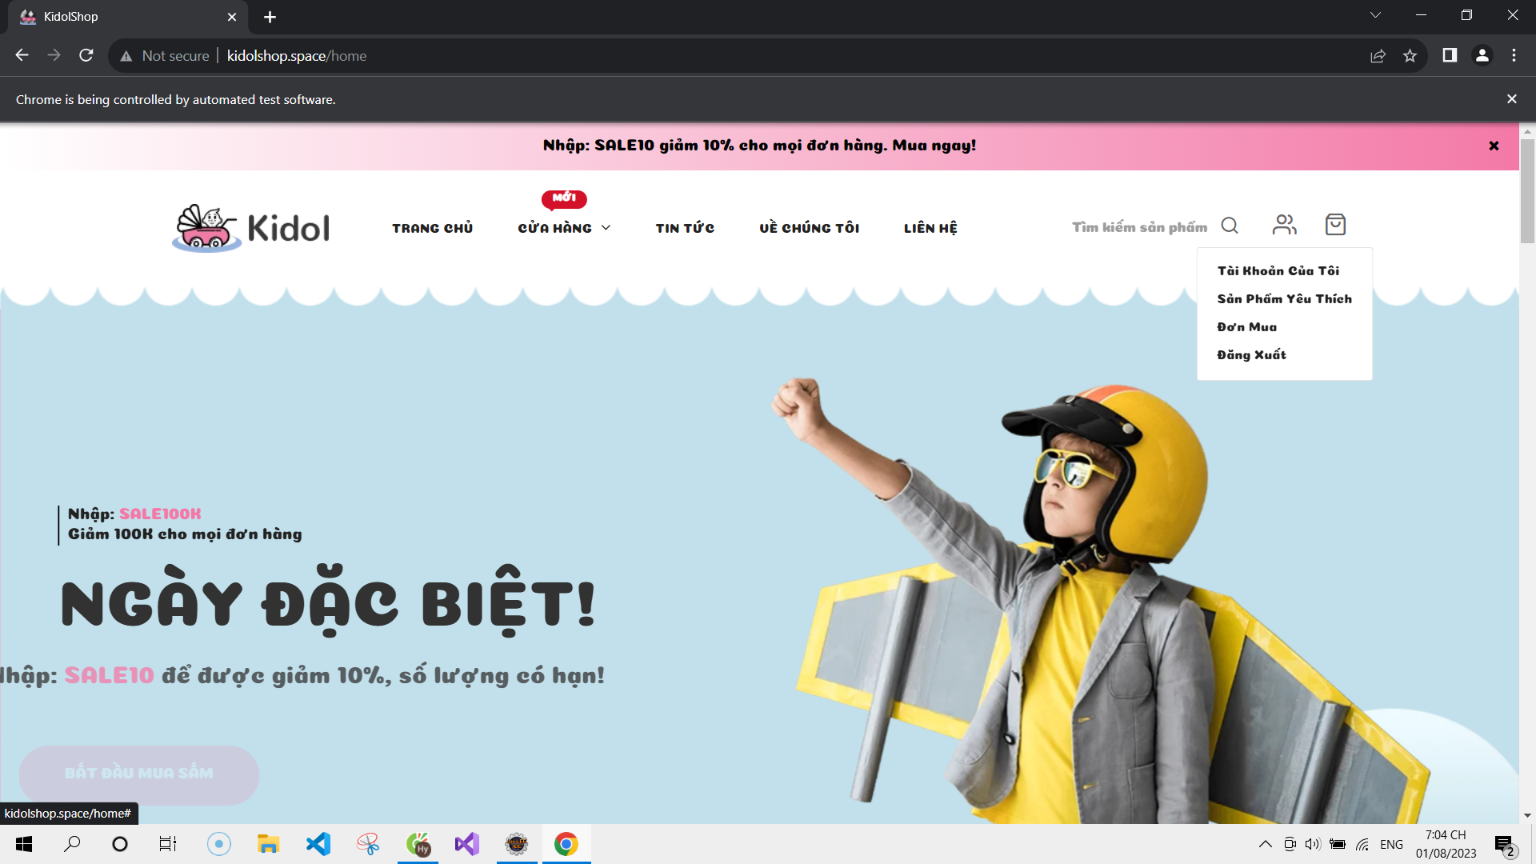 KidolShop
Not secure
kidolshop.space/home
Chrome is being controlled by automated test software.
Nhập: SALE10 giảm 10% cho mọi đơn hàng. Mua ngay!
MỚI
Kidol
TRANG CHỦ
CỬA HÀNG
TIN TỨC
VỀ CHÚNG TÔI
LIÊN HỆ
Tìm kiếm sản phẩm
Tài Khoản Của Tôi
Sản Phẩm Yêu Thích
Đơn Mua
Đăng Xuất
Nhập: SALE100K
Giảm 100K cho mọi đơn hàng
NGÀY ĐẶC BIỆT!
Nhập: SALE10 để được giảm 10%, số lượng có hạn!
BẮT ĐẦU MUA SẮM
kidolshop.space/home#
Hy
ENG
7:04 CH
01/08/2023
2